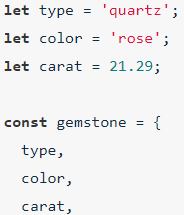 let type = 'quartz';
let color = 'rose';
let carat = 21.29;
const gemstone = {
type,
color,
carat,